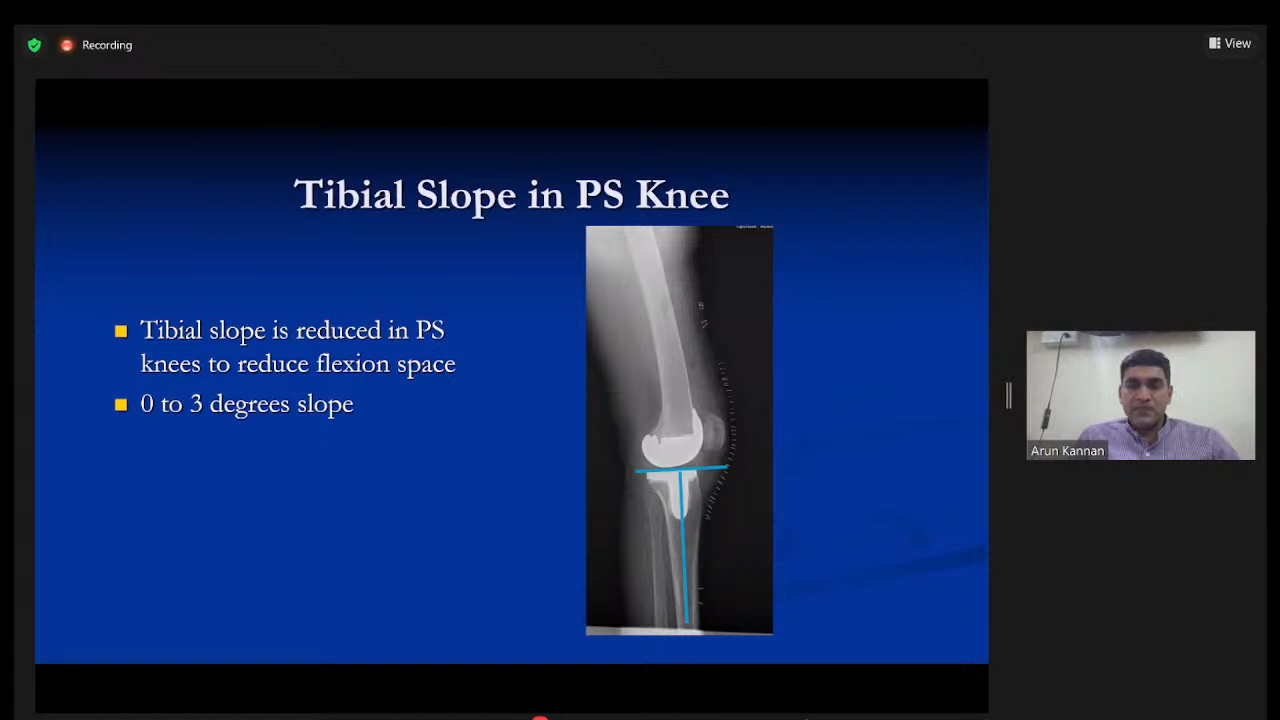 Recording
View
Tibial Slope in PS Knee
Tibial slope is reduced in PS
knees to reduce flexion space
0 to 3 degrees slope
Arun Kannan